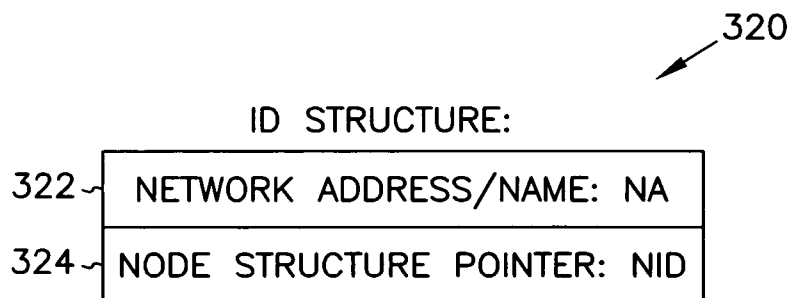 320
ID STRUCTURE:
322 NETWORK ADDRESS/NAME: NA
324 NODE STRUCTURE POINTER: NID